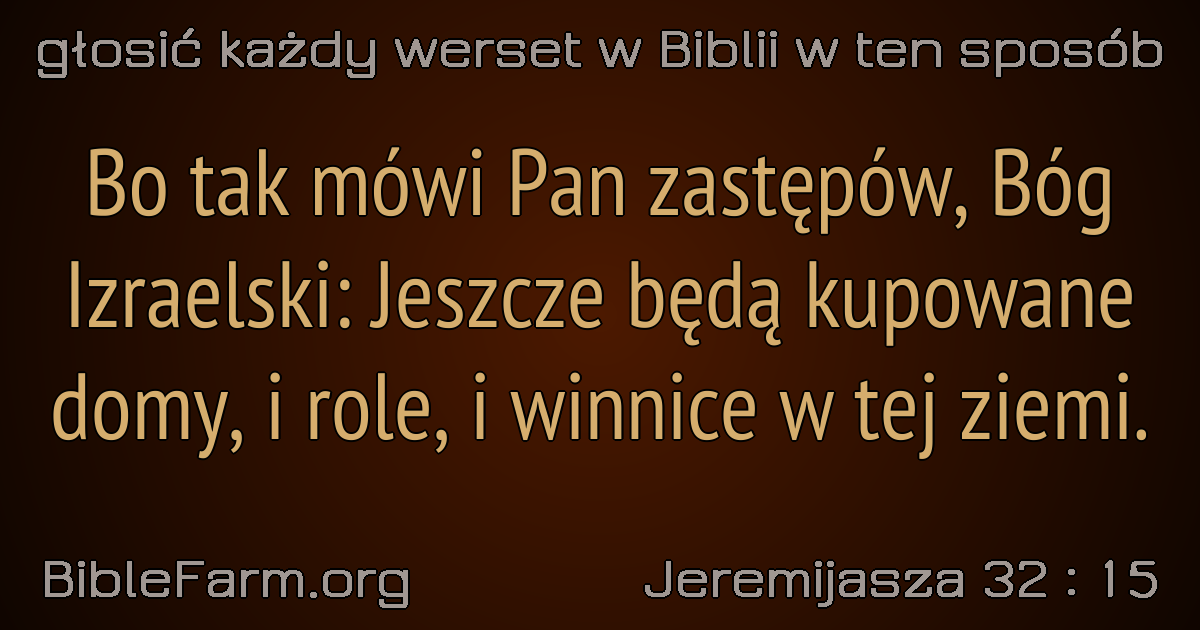 głosić każdy werset w Biblii w ten sposób
Bo tak mówi Pan zastępów, Bóg
Izraelski: Jeszcze będą kupowane
domy, i role, i winnice w tej ziemi.
BibleFarm.org
Jeremijasza 32 : 15